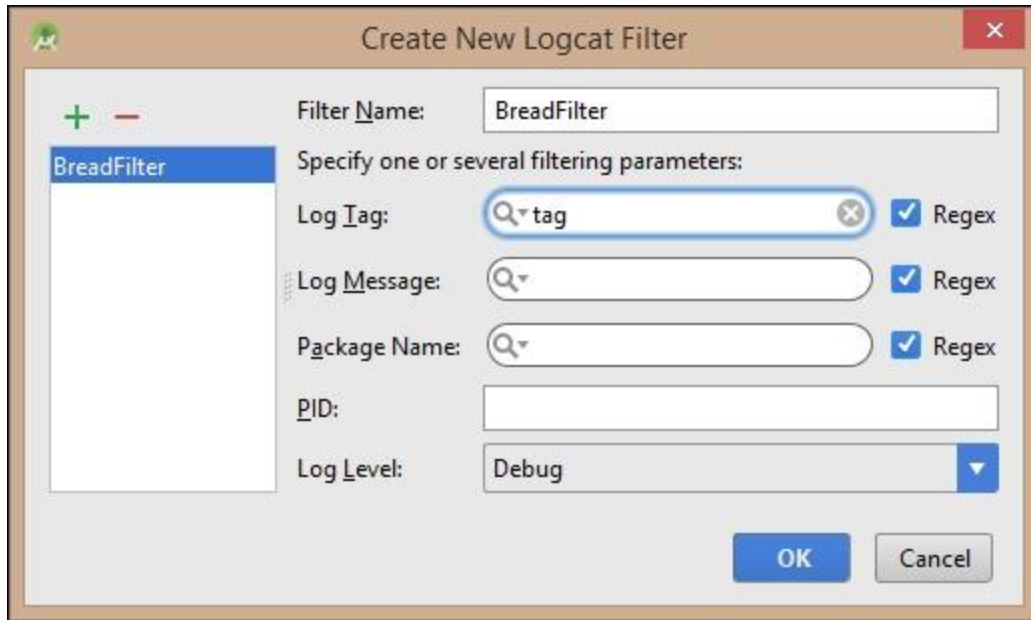 Create New Logcat Filter
Filter Name: BreadFilter
BreadFilter
Specify one or several filtering parameters:
Log Tag: tag Regex
Log Message: Regex
Package Name: Regex
PID:
Log Level: Debug
OK Cancel